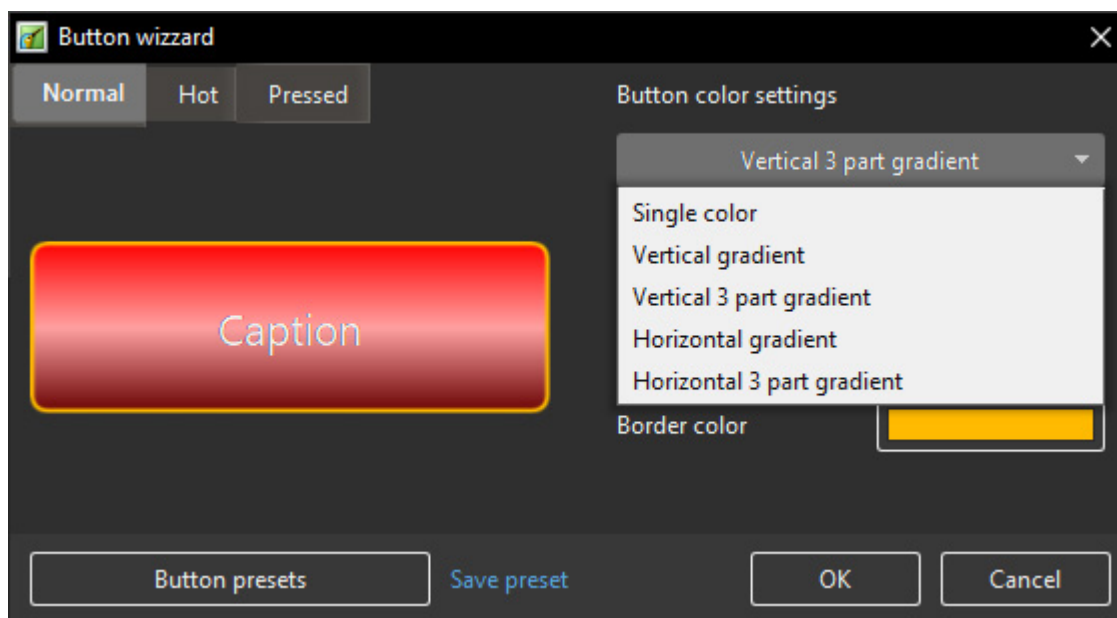 Button wizzard
Normal Hot Pressed
Button color settings
Vertical 3 part gradient
Single color
Vertical gradient
Vertical 3 part gradient
Horizontal gradient
Horizontal 3 part gradient
Caption
Border color
Button presets Save preset OK Cancel